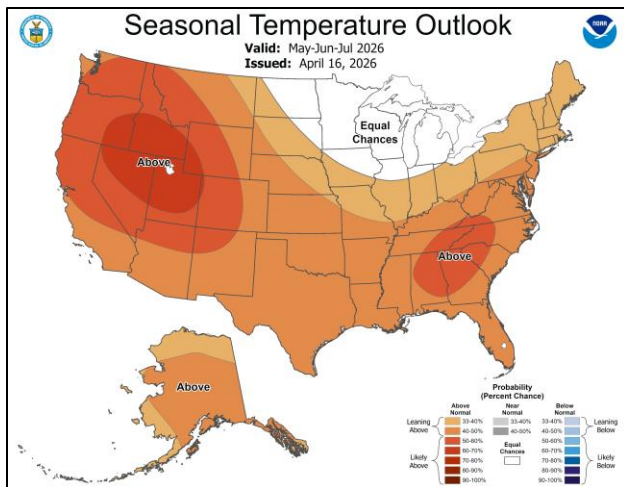 Seasonal Temperature Outlook
Valid: May-Jun-Jul 2026
Issued: April 16, 2026
NOAA
Equal
Chances
Above
Above
Above
Probability
(Percent Chance)
Above
Normal
Near
Normal
Below
Normal
Leaning
Above
33-40%
40-50%
33-40%
40-50%
33-40%
40-50%
Leaning
Below
Likely
Above
50-60%
60-70%
70-80%
80-90%
90-100%
Equal
Chances
50-60%
60-70%
70-80%
80-90%
90-100%
Likely
Below